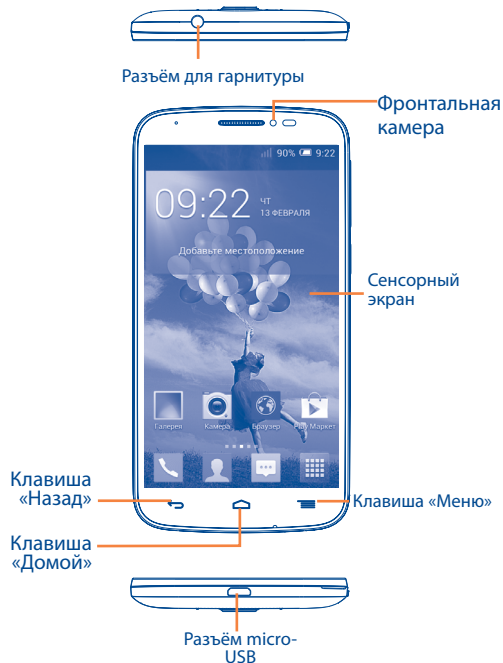 Разъём для гарнитуры
Фронтальная
камера
90% 9:22
09:22
ЧТ
13 ФЕВРАЛЯ
Добавьте местоположение
Сенсорный
экран
Галерея Камера Браузер Play Маркет
Клавиша
«Назад»
Клавиша «Меню»
Клавиша
«Домой»
Разъём micro-
USB